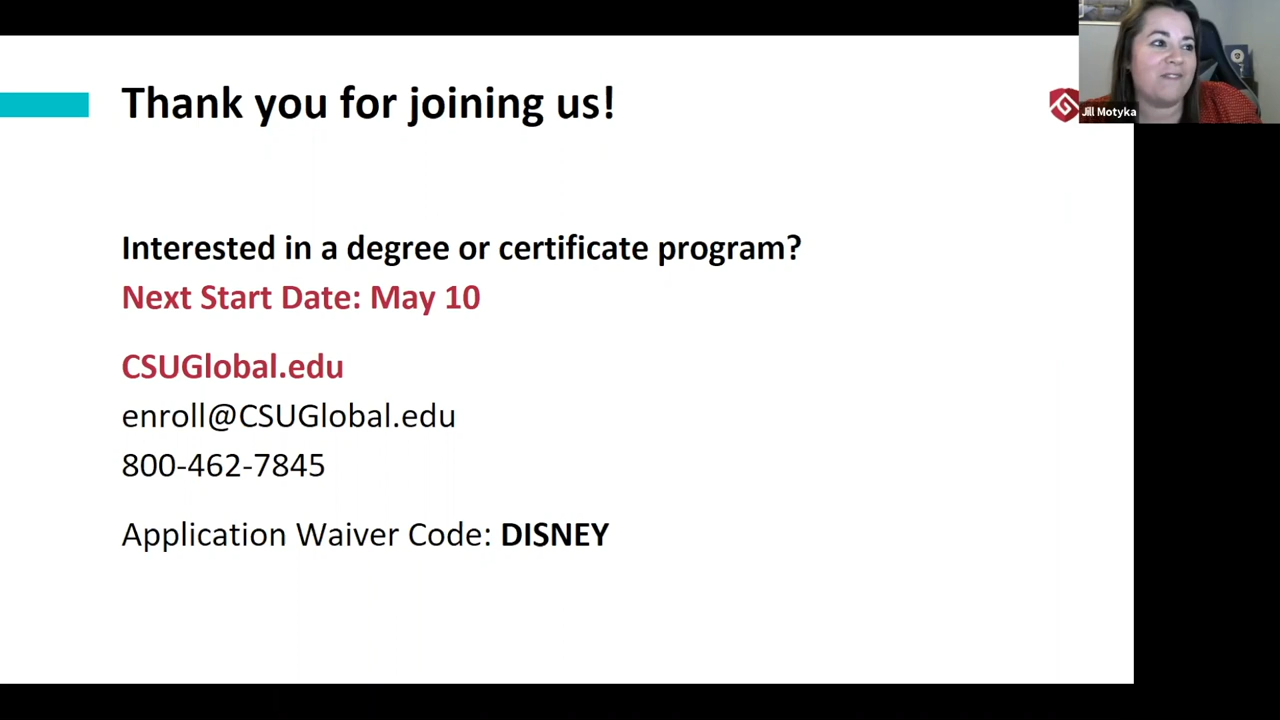 Thank you for joining us!
Jill Motyka
Interested in a degree or certificate program?
Next Start Date: May 10
CSUGlobal.edu
enroll@CSUGlobal.edu
800-462-7845
Application Waiver Code: DISNEY